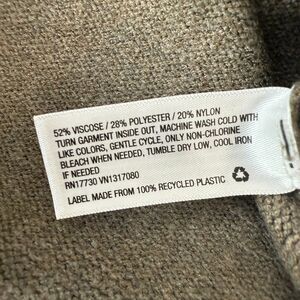 52% VISCOSE / 28% POLYESTER / 20% NYLON
TURN GARMENT INSIDE OUT, MACHINE WASH COLD WITH
LIKE COLORS, GENTLE CYCLE, ONLY NON-CHLORINE
BLEACH WHEN NEEDED, TUMBLE DRY LOW, COOL IRON
IF NEEDED
RN17730 VN1317080
LABEL MADE FROM 100% RECYCLED PLASTIC